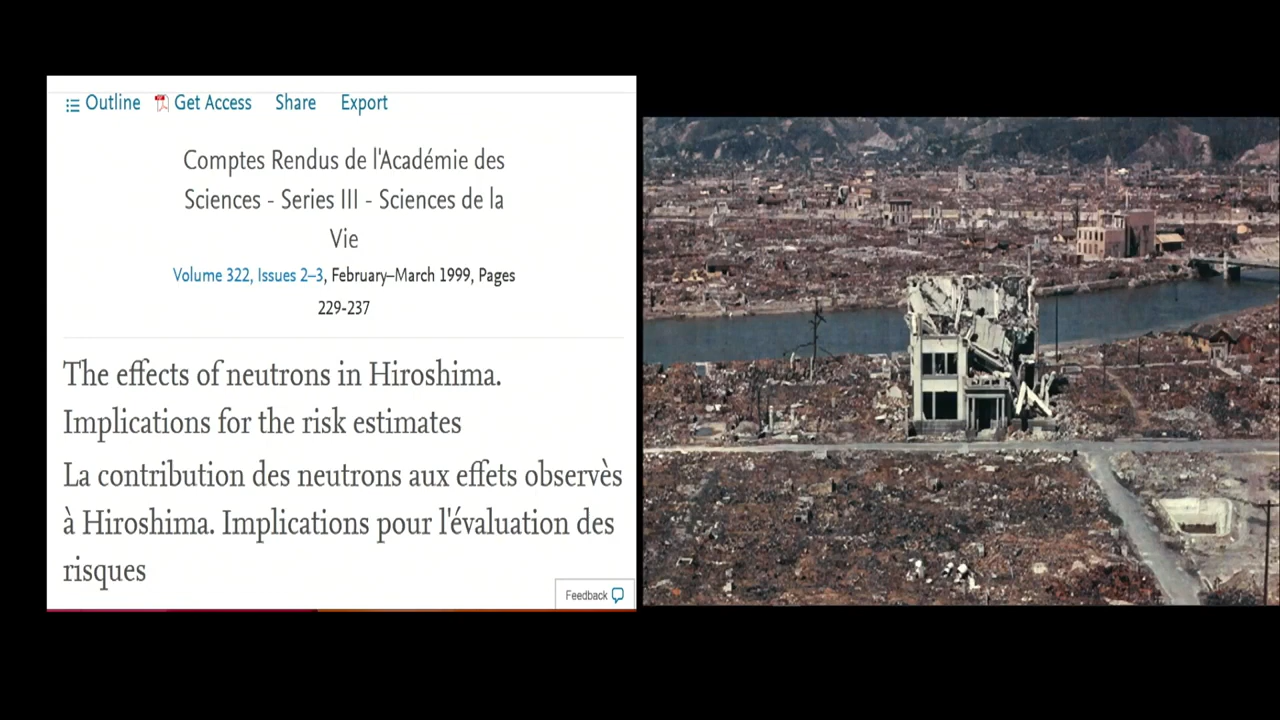 Outline Get Access Share Export
Comptes Rendus de l'Académie des
Sciences - Series III - Sciences de la
Vie
Volume 322, Issues 2–3, February–March 1999, Pages
229-237
The effects of neutrons in Hiroshima.
Implications for the risk estimates
La contribution des neutrons aux effets observès
à Hiroshima. Implications pour l'évaluation des
risques
Feedback